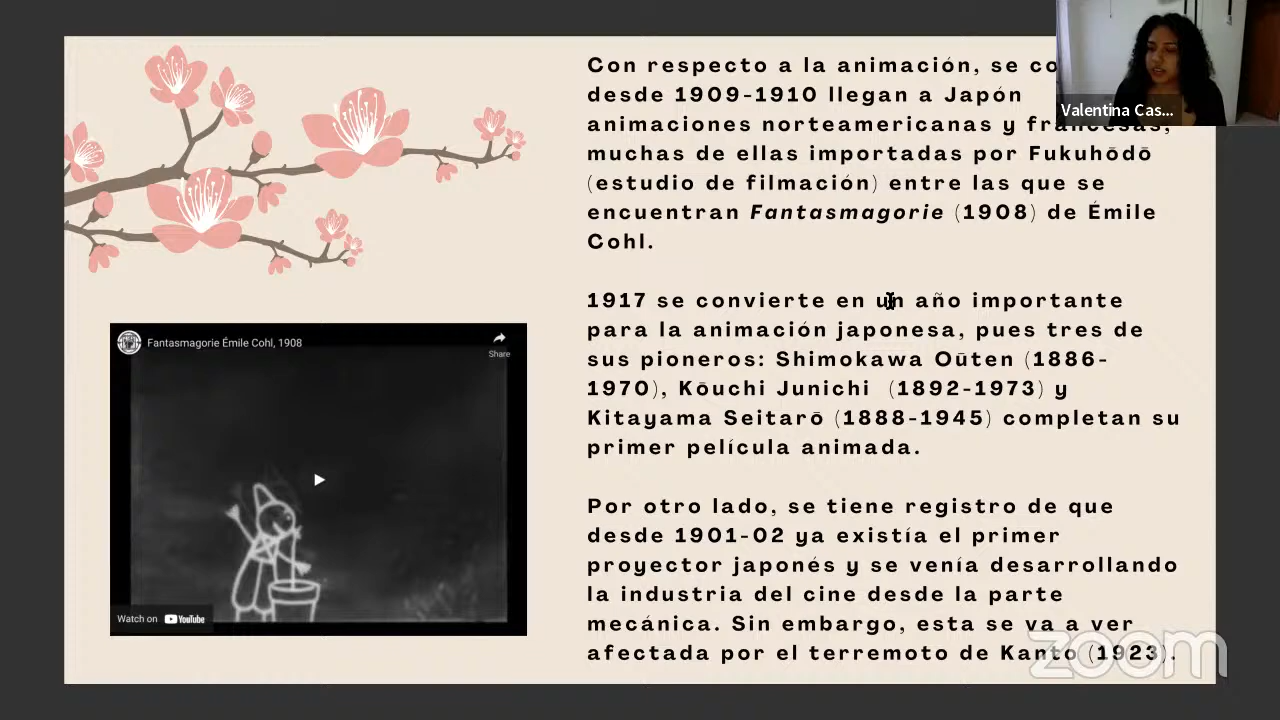 Con respecto a la animación, se
desde 1909-1910 llegan a Japón
animaciones norteamericanas y francesas,
muchas de ellas importadas por Fukuhōdō
(estudio de filmación) entre las que se
encuentran Fantasmagorie (1908) de Émile
Cohl.
1917 se convierte en un año importante
para la animación japonesa, pues tres de
sus pioneros: Shimokawa Oūten (1886-
1970), Kōuchi Junichi (1892-1973) y
Kitayama Seitarō (1888-1945) completan su
primer película animada.
Por otro lado, se tiene registro de que
desde 1901-02 ya existía el primer
proyector japonés y se venía desarrollando
la industria del cine desde la parte
mecánica. Sin embargo, esta se va a ver
afectada por el terremoto de Kanto (1923).
Fantasmagorie Émile Cohl, 1908
Share
Watch on YouTube
Valentina Cas...
zoom